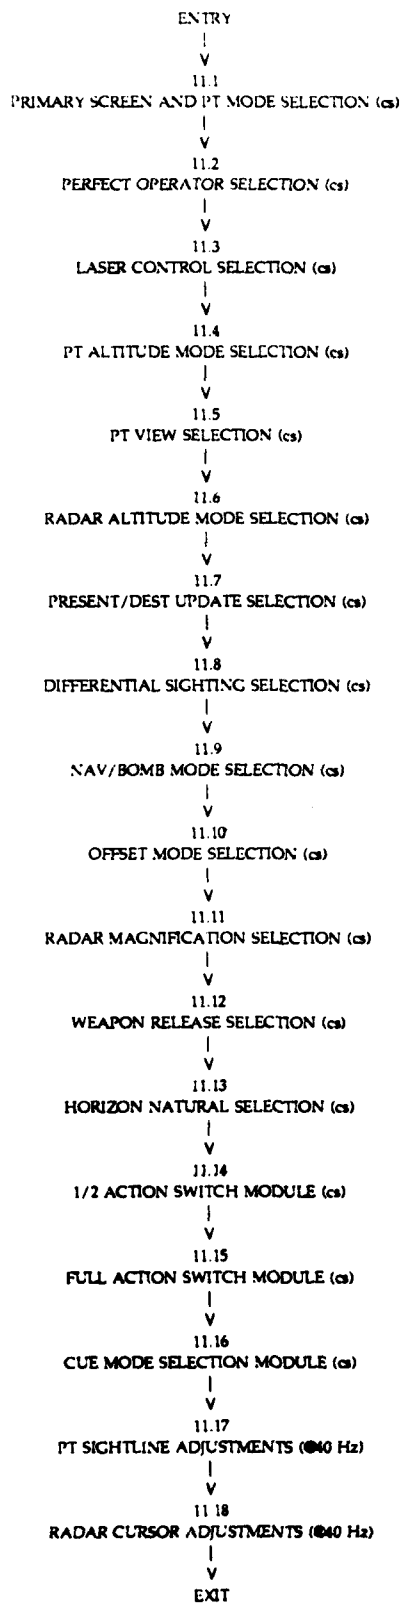 ENTRY
|
V
11.1
PRIMARY SCREEN AND PT MODE SELECTION (cs)
|
V
11.2
PERFECT OPERATOR SELECTION (cs)
|
V
11.3
LASER CONTROL SELECTION (cs)
|
V
11.4
PT ALTITUDE MODE SELECTION (cs)
|
V
11.5
PT VIEW SELECTION (cs)
|
V
11.6
RADAR ALTITUDE MODE SELECTION (cs)
|
V
11.7
PRESENT/DEST UPDATE SELECTION (cs)
|
V
11.8
DIFFERENTIAL SIGHTING SELECTION (cs)
|
V
11.9
NAV/BOMB MODE SELECTION (cs)
|
V
11.10
OFFSET MODE SELECTION (cs)
|
V
11.11
RADAR MAGNIFICATION SELECTION (cs)
|
V
11.12
WEAPON RELEASE SELECTION (cs)
|
V
11.13
HORIZON NATURAL SELECTION (cs)
|
V
11.14
1/2 ACTION SWITCH MODULE (cs)
|
V
11.15
FULL ACTION SWITCH MODULE (cs)
|
V
11.16
CUE MODE SELECTION MODULE (cs)
|
V
11.17
PT SIGHTLINE ADJUSTMENTS (@40 Hz)
|
V
11.18
RADAR CURSOR ADJUSTMENTS (@40 Hz)
|
V
EXIT